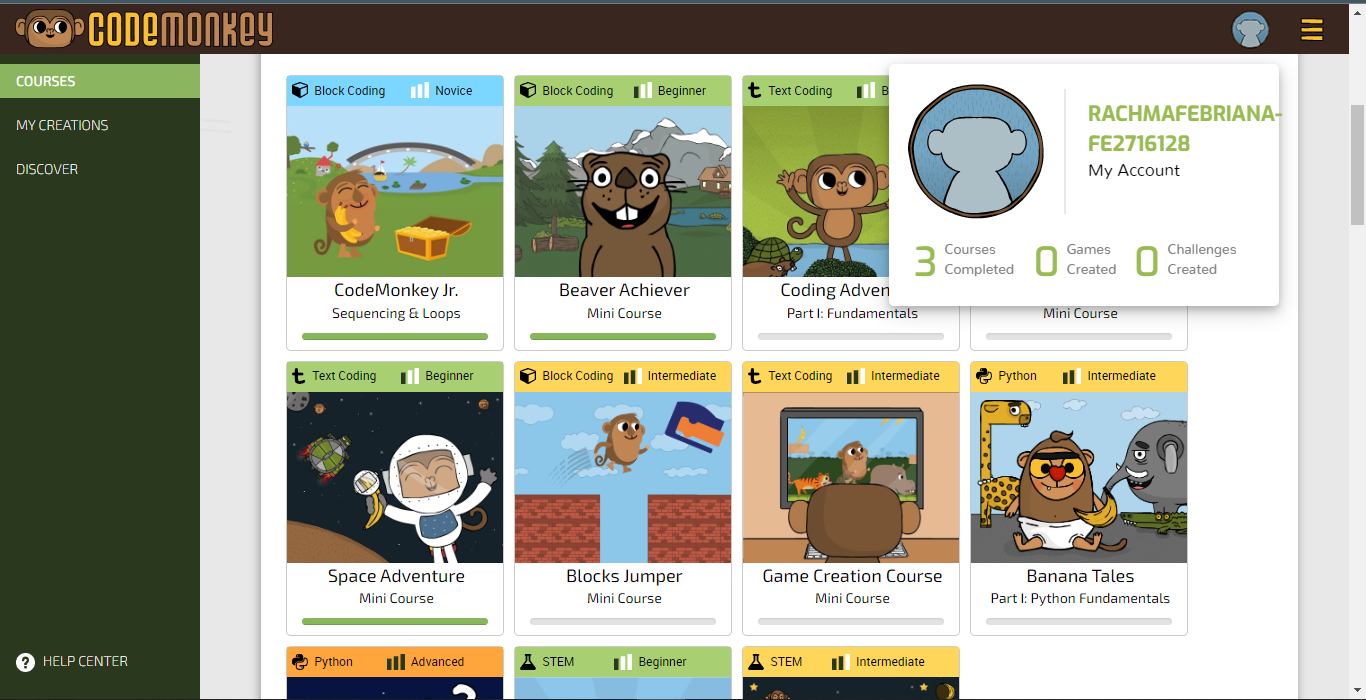 CODEMONKEY
COURSES
MY CREATIONS
DISCOVER
HELP CENTER
Block Coding Novice
CodeMonkey Jr.
Sequencing & Loops
Block Coding Beginner
Beaver Achiever
Mini Course
Text Coding B
Coding Adven
Part I: Fundamentals
Mini Course
RACHMAFEBRIANA-
FE2716128
My Account
3 Courses
Completed
0 Games
Created
0 Challenges
Created
Text Coding Beginner
Space Adventure
Mini Course
Block Coding Intermediate
Blocks Jumper
Mini Course
Text Coding Intermediate
Game Creation Course
Mini Course
Python Intermediate
Banana Tales
Part I: Python Fundamentals
Python Advanced
STEM Beginner
STEM Intermediate